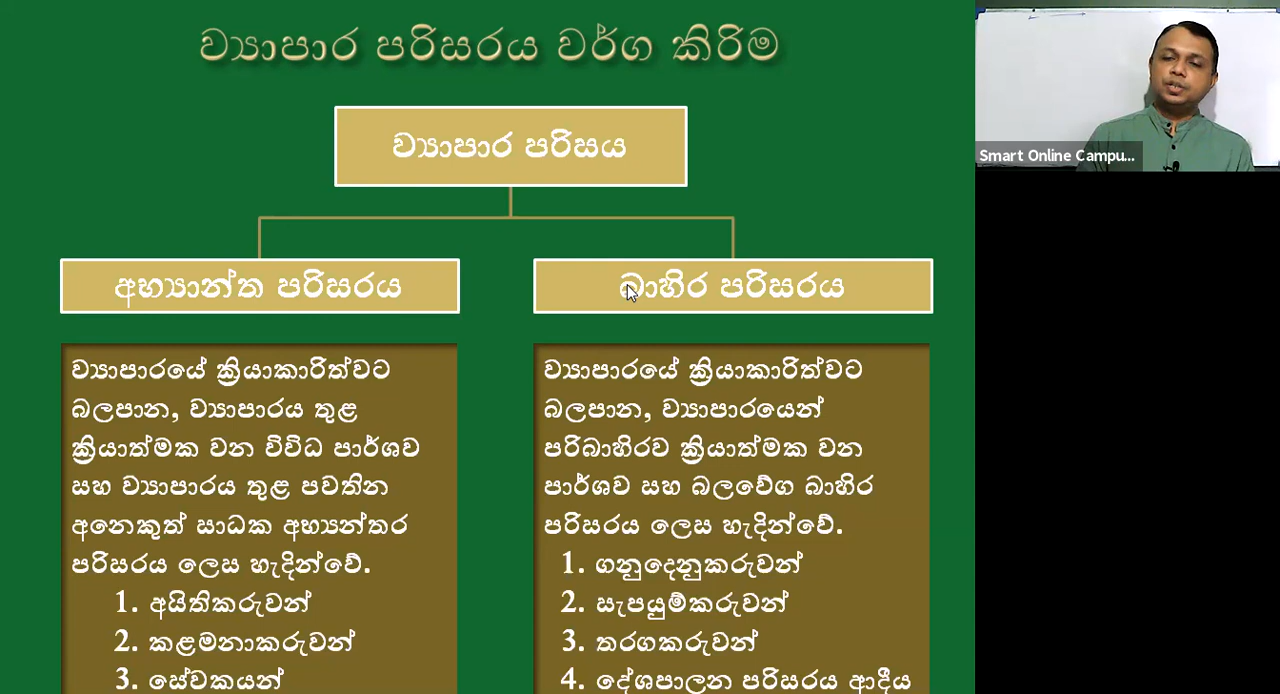 ව්‍යාපාර පරිසරය වර්ග කිරිම
ව්‍යාපාර පරිසය
අභ්‍යාන්ත පරිසරය
ව්‍යාපාරයේ ක්‍රියාකාරිත්වට
බලපාන, ව්‍යාපාරය තුළ
ක්‍රියාත්මක වන විවිධ පාර්ශව
සහ ව්‍යාපාරය තුළ පවතින
අනෙකුත් සාධක අභ්‍යන්තර
පරිසරය ලෙස හැදින්වේ.
1. අයිතිකරුවන්
2. කළමනාකරුවන්
3. සේවකයන්
බාහිර පරිසරය
ව්‍යාපාරයේ ක්‍රියාකාරිත්වට
බලපාන, ව්‍යාපාරයෙන්
පරිබාහිරව ක්‍රියාත්මක වන
පාර්ශව සහ බලවේග බාහිර
පරිසරය ලෙස හැදින්වේ.
1. ගනුදෙනුකරුවන්
2. සැපයුම්කරුවන්
3. තරගකරුවන්
4. දේශපාලන පරිසරය ආදීය
Smart Online Campu...